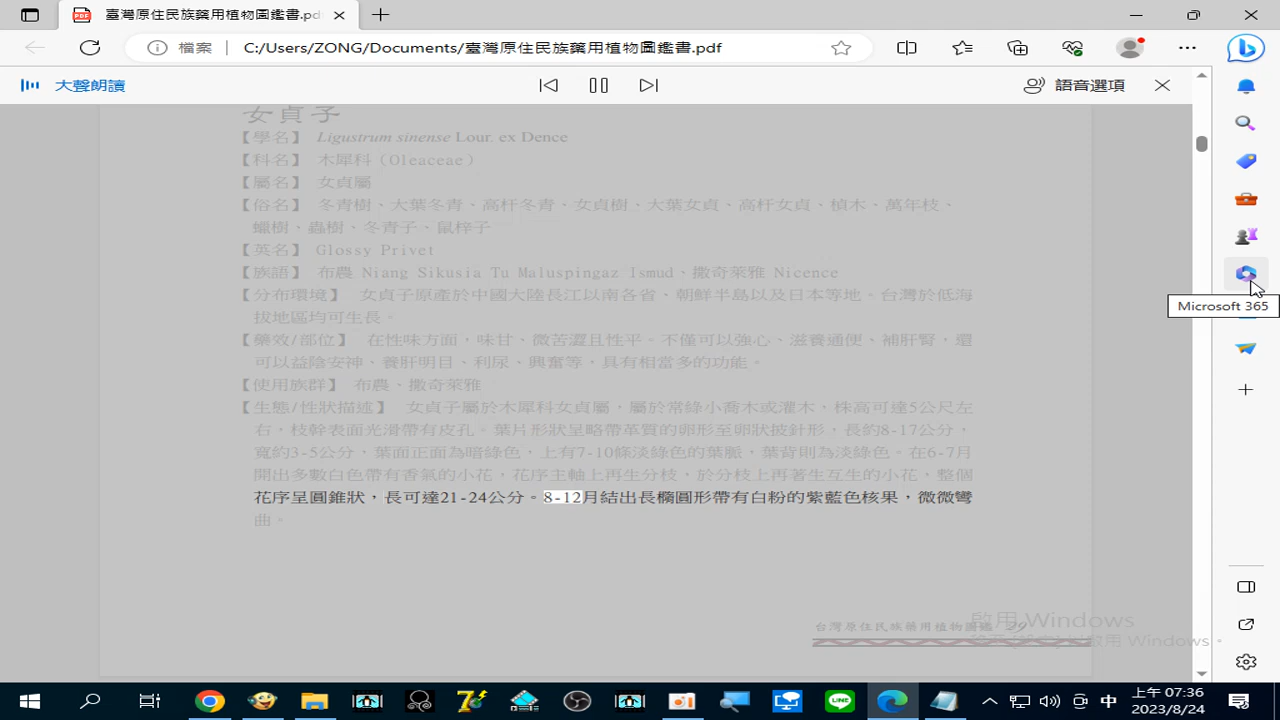 臺灣原住民族藥用植物圖鑑書.pdf
檔案
C:/Users/ZONG/Documents/臺灣原住民族藥用植物圖鑑書.pdf
大聲朗讀
語音選項
女貞子
【學名】 Ligustrum sinense Lour. ex Dence
【科名】 木犀科（Oleaceae）
【屬名】 女貞屬
【俗名】 冬青樹、大葉冬青、高杆冬青、女貞樹、大葉女貞、高杆女貞、楨木、萬年枝、
蠟樹、蟲樹、冬青子、鼠梓子
【英名】 Glossy Privet
【族語】 布農 Niang Sikusia Tu Maluspingaz Ismud、撒奇萊雅 Nicence
【分布環境】 女貞子原產於中國大陸長江以南各省、朝鮮半島以及日本等地。台灣於低海
拔地區均可生長。
【藥效/部位】 在性味方面，味甘、微苦澀且性平。不僅可以強心、滋養通便、補肝腎，還
可以益陰安神、養肝明目、利尿、興奮等，具有相當多的功能。
【使用族群】 布農、撒奇萊雅
【生態/性狀描述】 女貞子屬於木犀科女貞屬，屬於常綠小喬木或灌木，株高可達5公尺左
右，枝幹表面光滑帶有皮孔。葉片形狀呈略帶革質的卵形至卵狀披針形，長約8-17公分，
寬約3-5公分，葉面正面為暗綠色，上有7-10條淡綠色的葉脈，葉背則為淡綠色。在6-7月
開出多數白色帶有香氣的小花，花序主軸上再生分枝，於分枝上再著生互生的小花，整個
花序呈圓錐狀，長可達21-24公分。8-12月結出長橢圓形帶有白粉的紫藍色核果，微微彎
曲。
Microsoft 365
台灣原住民族藥用植物圖鑑 29
啟用 Windows
中
上午 07:36
2023/8/24